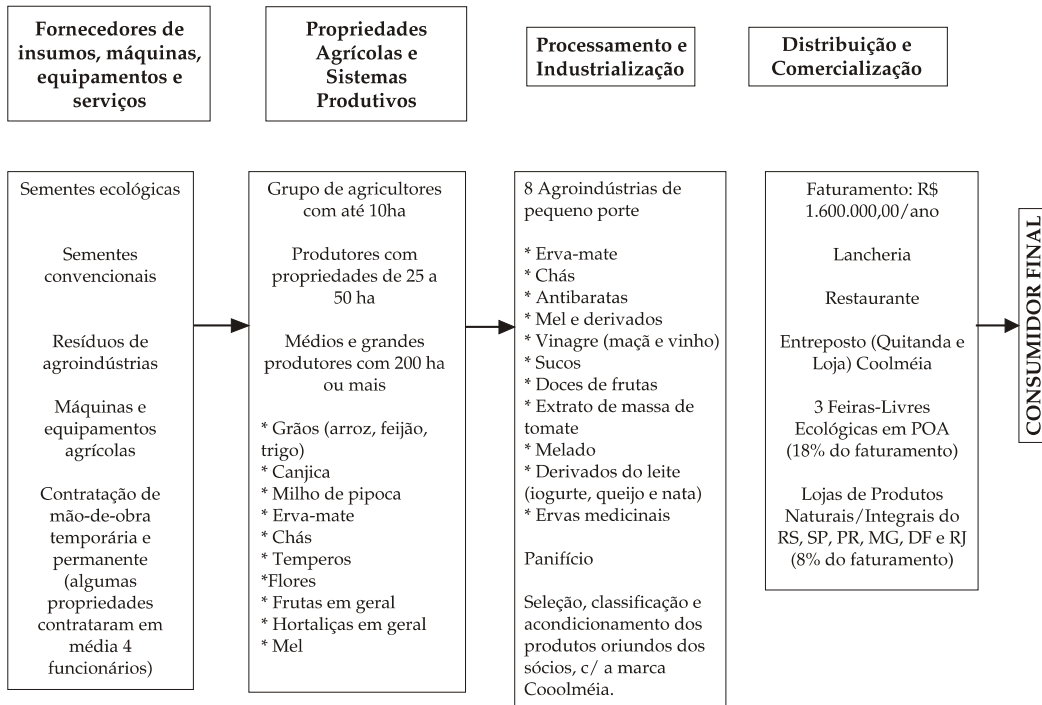 Fornecedores de
insumos, máquinas,
equipamentos e
serviços
Propriedades
Agrícolas e
Sistemas
Produtivos
Processamento e
Industrialização
Distribuição e
Comercialização
Sementes ecológicas
Sementes
convencionais
Resíduos de
agroindústrias
Máquinas e
equipamentos
agrícolas
Contratação de
mão-de-obra
temporária e
permanente
(algumas
propriedades
contrataram em
média 4
funcionários)
Grupo de agricultores
com até 10ha
Produtores com
propriedades de 25 a
50 ha
Médios e grandes
produtores com 200 ha
ou mais
* Grãos (arroz, feijão,
trigo)
* Canjica
* Milho de pipoca
* Erva-mate
* Chás
* Temperos
*Flores
* Frutas em geral
* Hortaliças em geral
* Mel
8 Agroindústrias de
pequeno porte
* Erva-mate
* Chás
* Antibaratas
* Mel e derivados
* Vinagre (maçã e vinho)
* Sucos
* Doces de frutas
* Extrato de massa de
tomate
* Melado
* Derivados do leite
(iogurte, queijo e nata)
* Ervas medicinais
Panifício
Seleção, classificação e
acondicionamento dos
produtos oriundos dos
sócios, c/ a marca
Cooolméia.
Faturamento: R$
1.600.000,00/ano
Lancheria
Restaurante
Entreposto (Quitanda e
Loja) Coolméia
3 Feiras-Livres
Ecológicas em POA
(18% do faturamento)
Lojas de Produtos
Naturais/Integrais do
RS, SP, PR, MG, DF e RJ
(8% do faturamento)
CONSUMIDOR FINAL